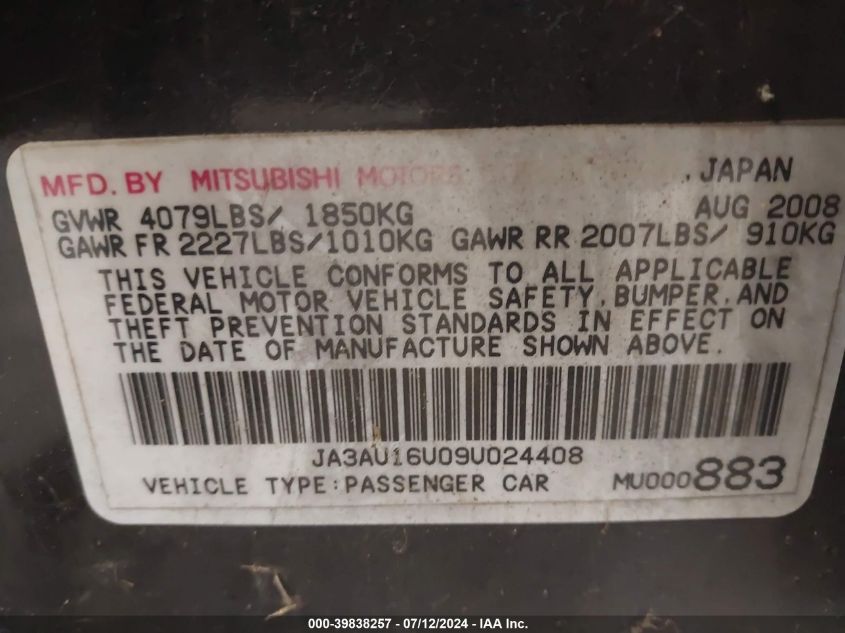 MFD. BY MITSUBISHI MOTORS . JAPAN
GVWR 4079LBS/ 1850KG AUG 2008
GAWR FR 2227LBS/1010KG GAWR RR 2007LBS/ 910KG
THIS VEHICLE CONFORMS TO ALL APPLICABLE
FEDERAL MOTOR VEHICLE SAFETY, BUMPER, AND
THEFT PREVENTION STANDARDS IN EFFECT ON
THE DATE OF MANUFACTURE SHOWN ABOVE.
JA3AU16U09U024408
VEHICLE TYPE:PASSENGER CAR MU000883
000-39838257 - 07/12/2024 - IAA Inc.